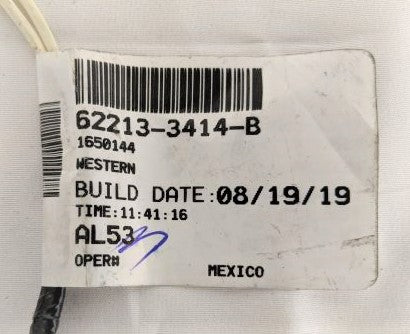 62213-3414-B
1650144
WESTERN
BUILD DATE:08/19/19
TIME:11:41:16
AL53
OPER#
MEXICO